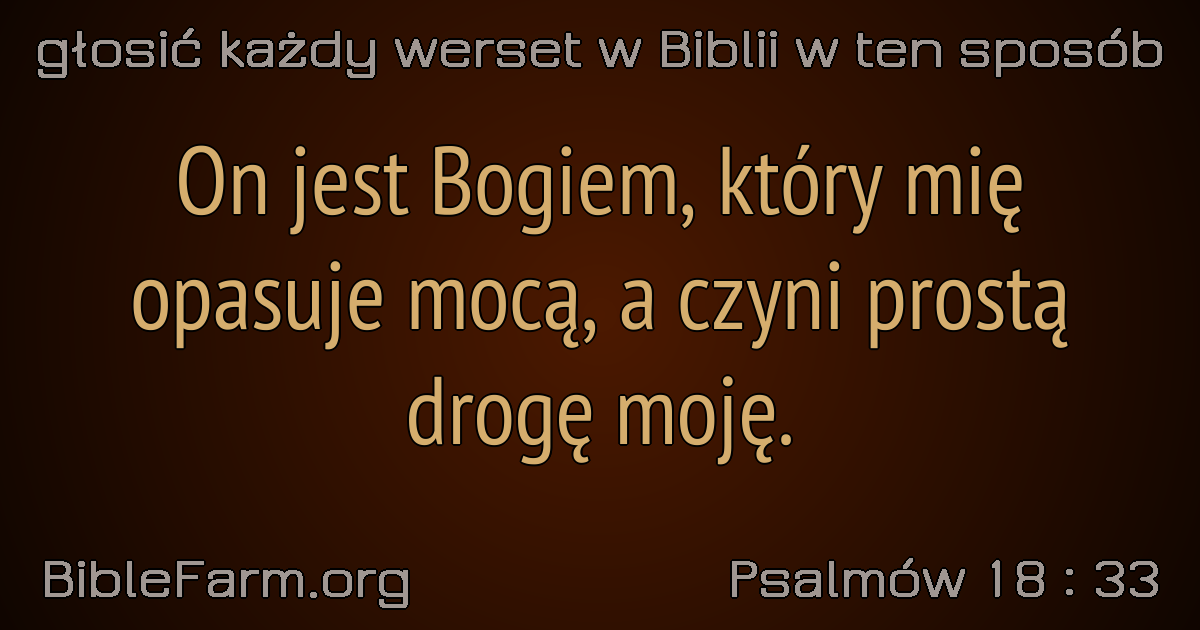 głosić każdy werset w Biblii w ten sposób
On jest Bogiem, który mię
opasuje mocą, a czyni prostą
drogę moję.
BibleFarm.org
Psalmów 18 : 33